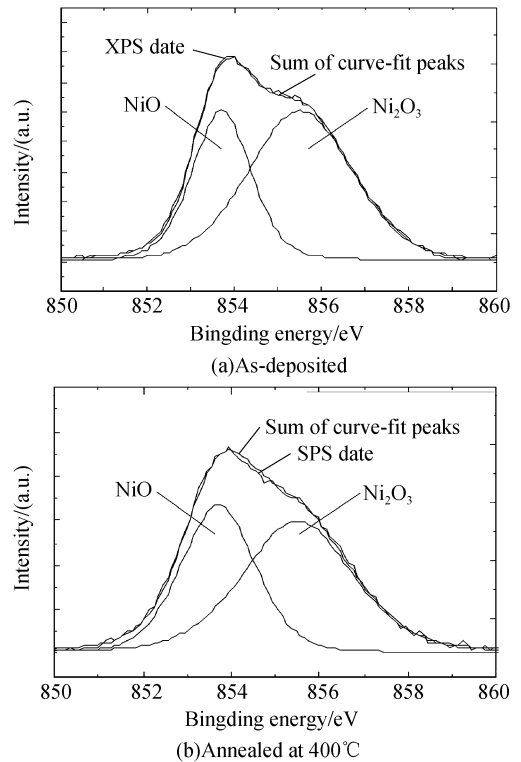 XPS date
Sum of curve-fit peaks
NiO
Ni₂O₃
Intensity/(a.u.)
850 852 854 856 858 860
Bingding energy/eV
(a)As-deposited
Sum of curve-fit peaks
SPS date
NiO
Ni₂O₃
Intensity/(a.u.)
850 852 854 856 858 860
Bingding energy/eV
(b)Annealed at 400℃